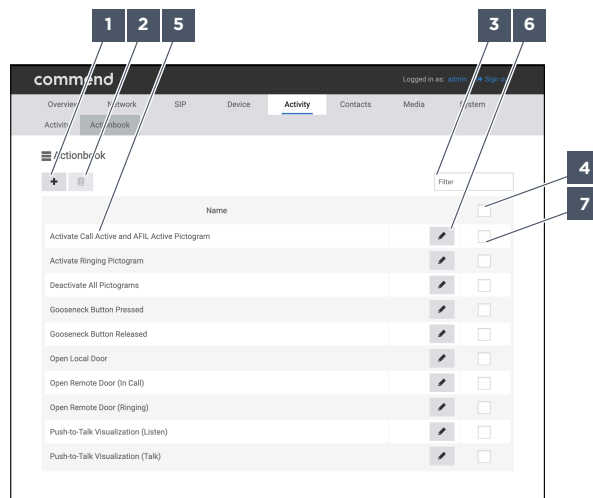 1 2 5 3 6
commend Logged in as: admin Sign out
Overview Network SIP Device Activity Contacts Media System
Activity Actionbook
Actionbook
Filter
4
7
Name
Activate Call Active and AFIL Active Pictogram
Activate Ringing Pictogram
Deactivate All Pictograms
Gooseneck Button Pressed
Gooseneck Button Released
Open Local Door
Open Remote Door (In Call)
Open Remote Door (Ringing)
Push-to-Talk Visualization (Listen)
Push-to-Talk Visualization (Talk)